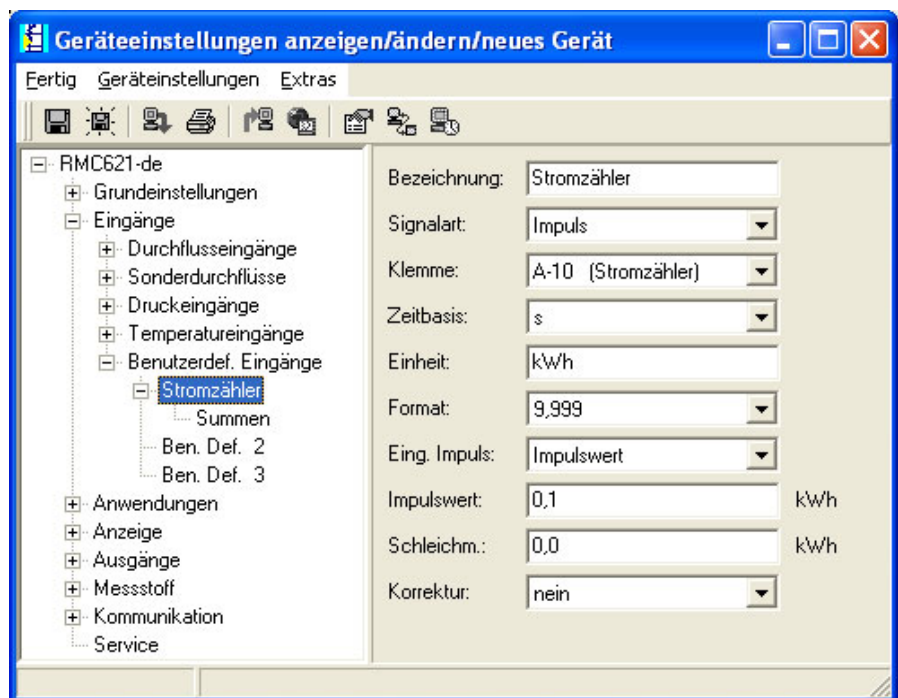 Geräteeinstellungen anzeigen/ändern/neues Gerät
Fertig Geräteinstellungen Extras
RMC621-de
Grundeinstellungen
Eingänge
Durchflusseingänge
Sonderdurchflüsse
Druckeingänge
Temperatureingänge
Benutzerdef. Eingänge
Stromzähler
Summen
Ben. Def. 2
Ben. Def. 3
Anwendungen
Anzeige
Ausgänge
Messstoff
Kommunikation
Service
Bezeichnung: Stromzähler
Signalart: Impuls
Klemme: A-10 (Stromzähler)
Zeitbasis: s
Einheit: kWh
Format: 9,999
Eing. Impuls: Impulswert
Impulswert: 0,1 kWh
Schleichm.: 0,0 kWh
Korrektur: nein